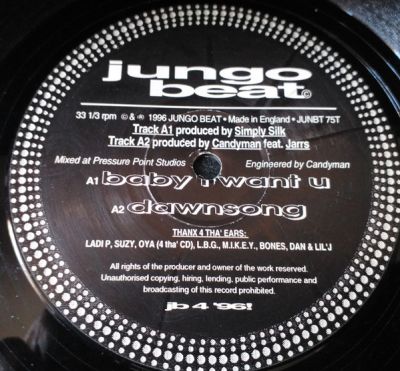 jungo
beat©
33 1/3 rpm © & ℗ 1996 JUNGO BEAT • Made in England • JUNBT 75T
Track A1 produced by Simply Silk
Track A2 produced by Candyman feat. Jarrs
Mixed at Pressure Point Studios Engineered by Candyman
A1 baby i want u
A2 dawnsong
THANX 4 THA' EARS:
LADI P, SUZY, OYA (4 tha' CD), L.B.G., M.I.K.E.Y., BONES, DAN & LIL'J
All rights of the producer and owner of the work reserved.
Unauthorised copying, hiring, lending, public performance and
broadcasting of this record prohibited.
jb 4 '96!